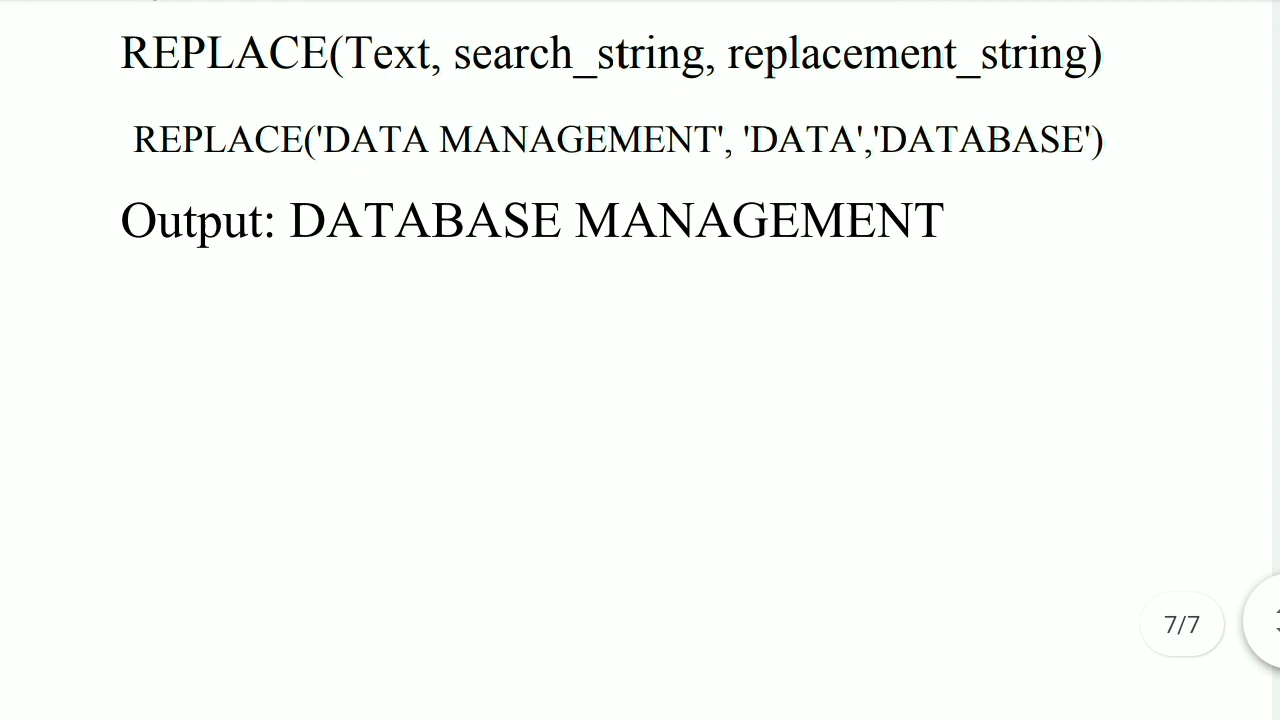 REPLACE(Text, search_string, replacement_string)
REPLACE('DATA MANAGEMENT', 'DATA','DATABASE')
Output: DATABASE MANAGEMENT
7/7